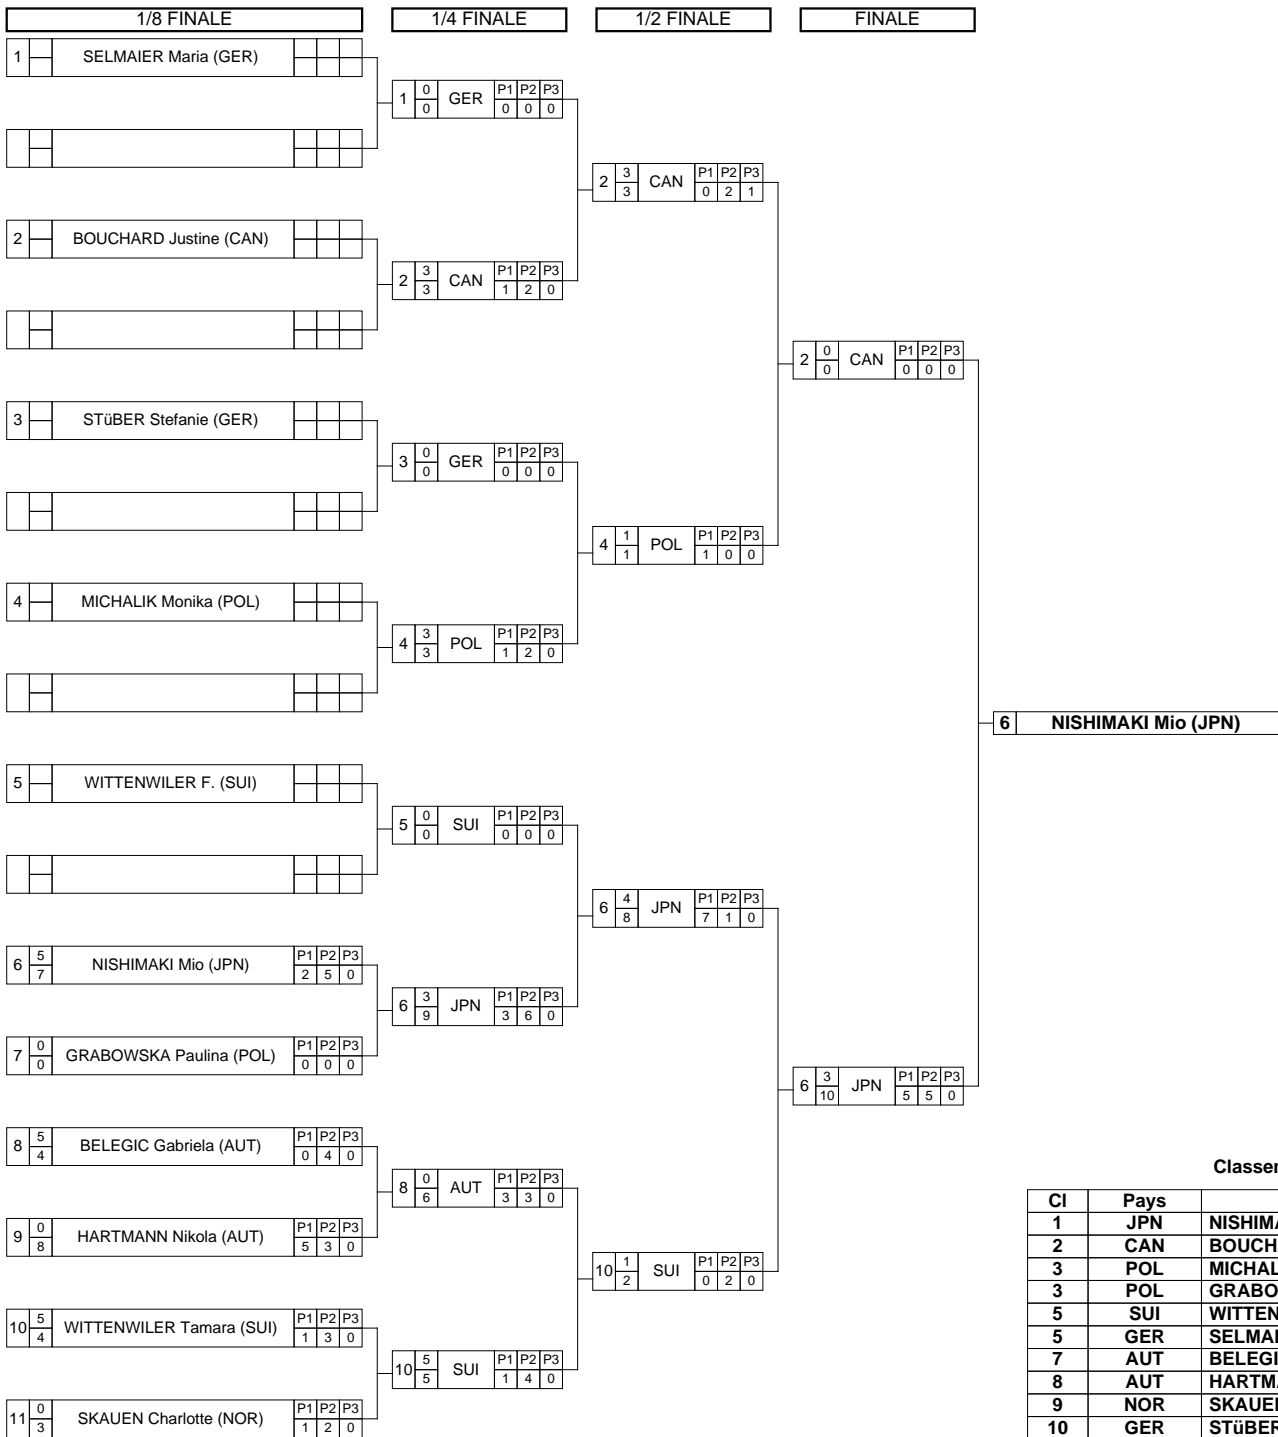 1/8 FINALE 1/4 FINALE 1/2 FINALE FINALE
1 SELMAIER Maria (GER)
1 0 GER P1 P2 P3
0 0 0 0
2 3 CAN P1 P2 P3
3 0 2 1
2 BOUCHARD Justine (CAN)
2 3 CAN P1 P2 P3
3 1 2 0
2 0 CAN P1 P2 P3
0 0 0 0
3 STüBER Stefanie (GER)
3 0 GER P1 P2 P3
0 0 0 0
4 1 POL P1 P2 P3
1 1 0 0
4 MICHALIK Monika (POL)
4 3 POL P1 P2 P3
3 1 2 0
6 NISHIMAKI Mio (JPN)
5 WITTENWILER F. (SUI)
5 0 SUI P1 P2 P3
0 0 0 0
6 4 JPN P1 P2 P3
8 7 1 0
6 5 NISHIMAKI Mio (JPN) P1 P2 P3
7 2 5 0
6 3 JPN P1 P2 P3
9 3 6 0
7 0 GRABOWSKA Paulina (POL) P1 P2 P3
0 0 0 0
6 3 JPN P1 P2 P3
10 5 5 0
8 5 BELEGIC Gabriela (AUT) P1 P2 P3
4 0 4 0
8 0 AUT P1 P2 P3
6 3 3 0
9 0 HARTMANN Nikola (AUT) P1 P2 P3
8 5 3 0
10 1 SUI P1 P2 P3
2 0 2 0
10 5 WITTENWILER Tamara (SUI) P1 P2 P3
4 1 3 0
10 5 SUI P1 P2 P3
5 1 4 0
11 0 SKAUEN Charlotte (NOR) P1 P2 P3
3 1 2 0
Classer
Cl Pays
1 JPN NISHIMA
2 CAN BOUCH
3 POL MICHAL
3 POL GRABO
5 SUI WITTEN
5 GER SELMAI
7 AUT BELEGI
8 AUT HARTMA
9 NOR SKAUEN
10 GER STüBER